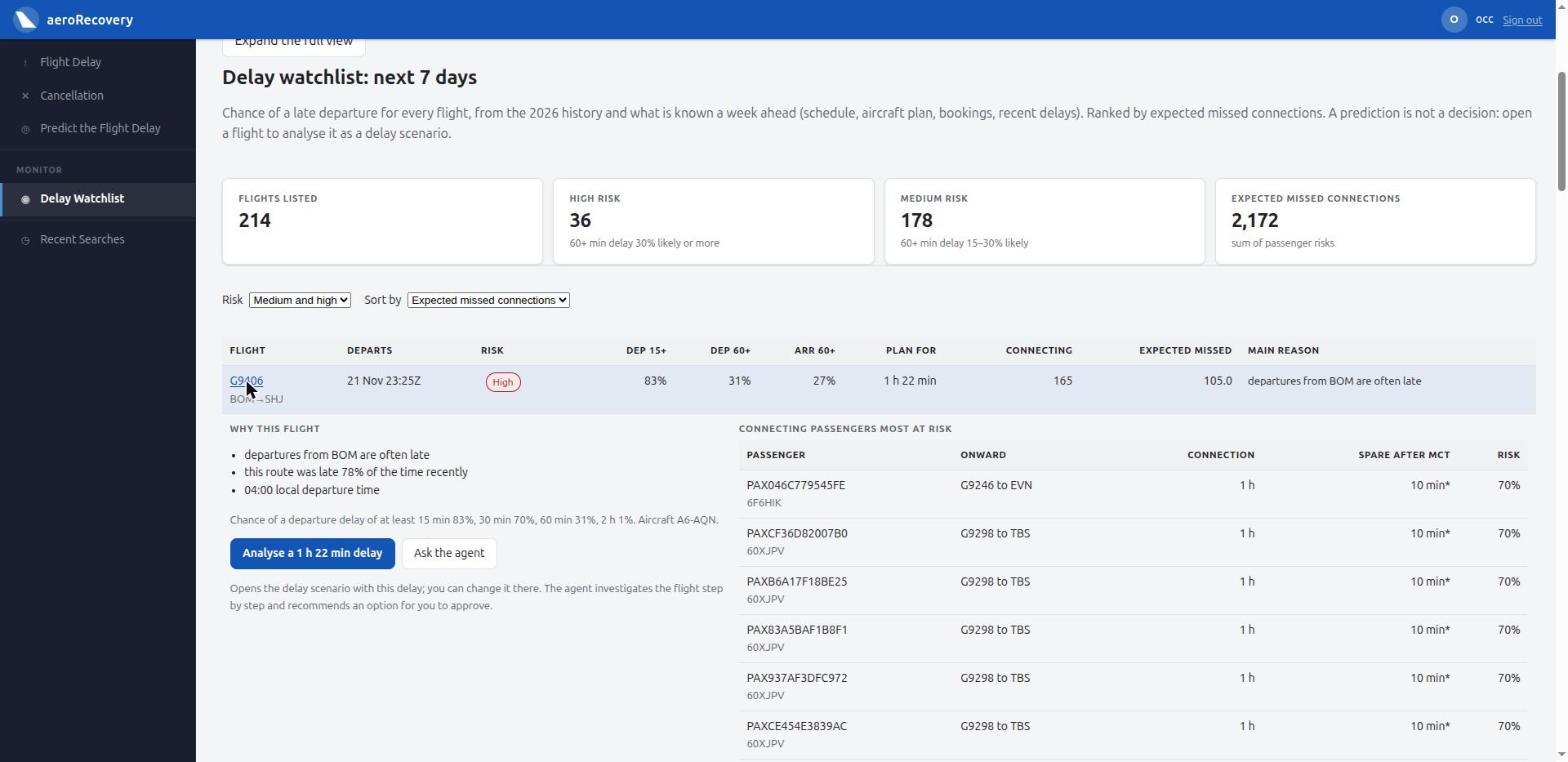 aeroRecovery
O
OCC
Sign out
↑ Flight Delay
✕ Cancellation
◎ Predict the Flight Delay
MONITOR
◉ Delay Watchlist
◷ Recent Searches
Expand the full view
Delay watchlist: next 7 days
Chance of a late departure for every flight, from the 2026 history and what is known a week ahead (schedule, aircraft plan, bookings, recent delays). Ranked by expected missed connections. A prediction is not a decision: open
a flight to analyse it as a delay scenario.
FLIGHTS LISTED
214
HIGH RISK
36
60+ min delay 30% likely or more
MEDIUM RISK
178
60+ min delay 15–30% likely
EXPECTED MISSED CONNECTIONS
2,172
sum of passenger risks
Risk Medium and high Sort by Expected missed connections
FLIGHT DEPARTS RISK DEP 15+ DEP 60+ ARR 60+ PLAN FOR CONNECTING EXPECTED MISSED MAIN REASON
G9406 21 Nov 23:25Z High 83% 31% 27% 1 h 22 min 165 105.0 departures from BOM are often late
BOM→SHJ
WHY THIS FLIGHT
• departures from BOM are often late
• this route was late 78% of the time recently
• 04:00 local departure time
Chance of a departure delay of at least 15 min 83%, 30 min 70%, 60 min 31%, 2 h 1%. Aircraft A6-AQN.
Analyse a 1 h 22 min delay
Ask the agent
Opens the delay scenario with this delay; you can change it there. The agent investigates the flight step
by step and recommends an option for you to approve.
CONNECTING PASSENGERS MOST AT RISK
PASSENGER ONWARD CONNECTION SPARE AFTER MCT RISK
PAX046C779545FE G9246 to EVN 1 h 10 min* 70%
6F6HIK
PAXCF36D82007B0 G9298 to TBS 1 h 10 min* 70%
60XJPV
PAXB6A17F18BE25 G9298 to TBS 1 h 10 min* 70%
60XJPV
PAX83A5BAF1B8F1 G9298 to TBS 1 h 10 min* 70%
60XJPV
PAX937AF3DFC972 G9298 to TBS 1 h 10 min* 70%
60XJPV
PAXCE454E3839AC G9298 to TBS 1 h 10 min* 70%
60XJPV